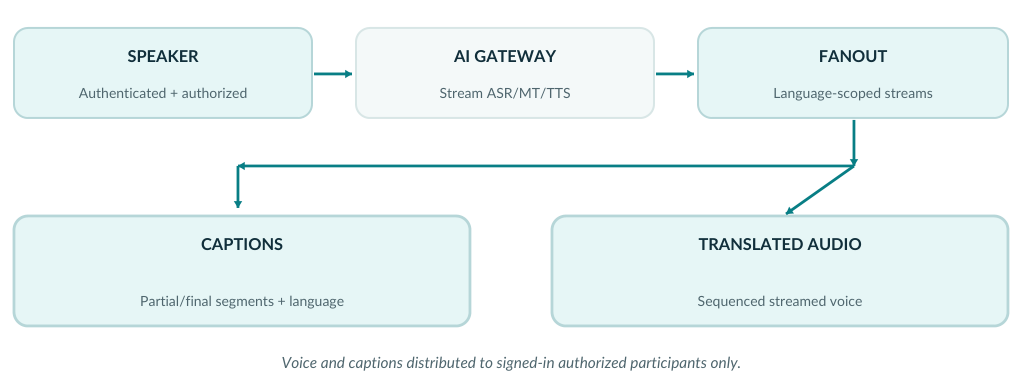 SPEAKER
Authenticated + authorized
AI GATEWAY
Stream ASR/MT/TTS
FANOUT
Language-scoped streams
CAPTIONS
Partial/final segments + language
TRANSLATED AUDIO
Sequenced streamed voice
Voice and captions distributed to signed-in authorized participants only.